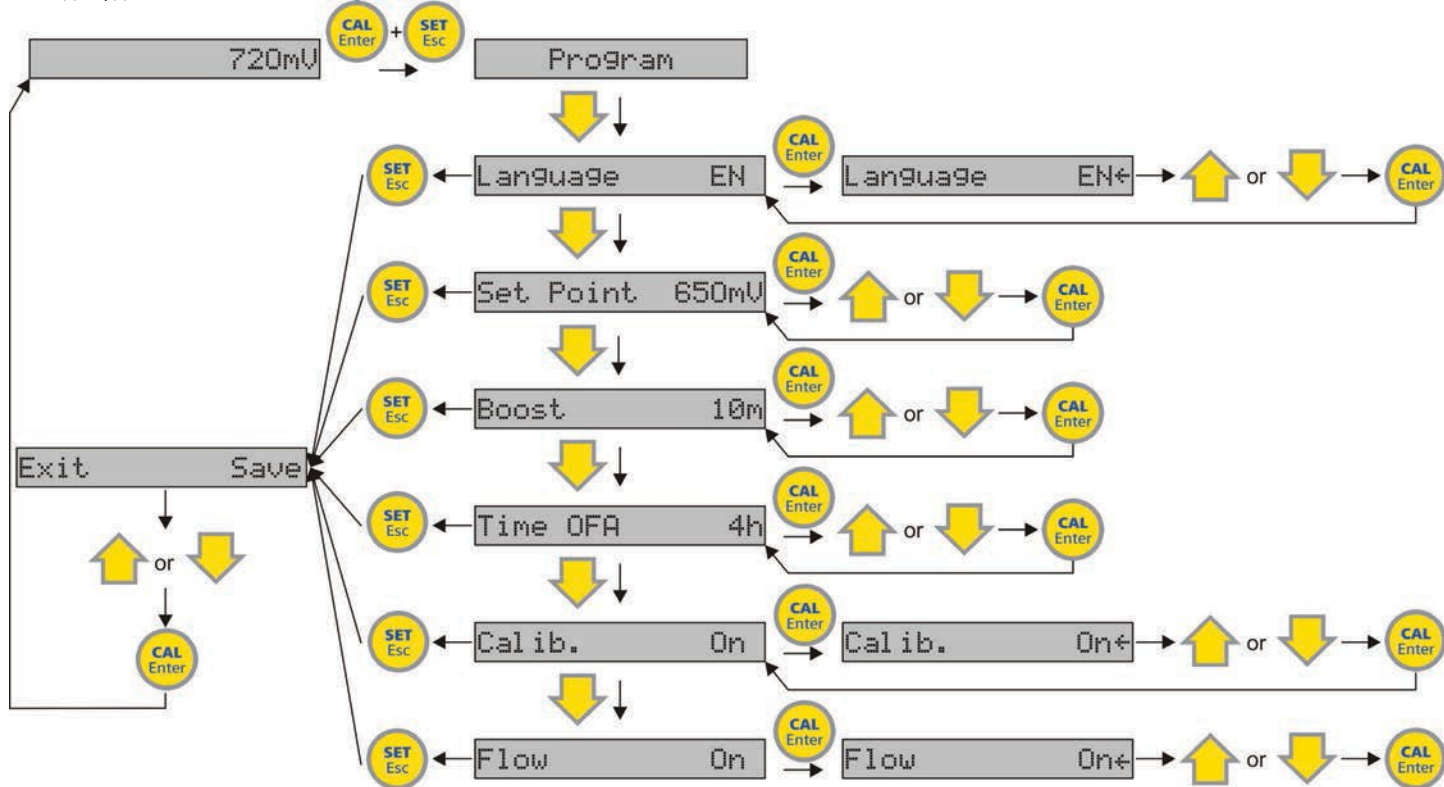 720mV
CAL
Enter
+
SET
Esc
Program
SET
Esc
Language EN
CAL
Enter
Language EN←
or
CAL
Enter
SET
Esc
Set Point 650mV
CAL
Enter
or
CAL
Enter
SET
Esc
Boost 10m
CAL
Enter
or
CAL
Enter
Exit Save
or
CAL
Enter
SET
Esc
Time OFA 4h
CAL
Enter
or
CAL
Enter
SET
Esc
Calib. On
CAL
Enter
Calib. On←
or
CAL
Enter
SET
Esc
Flow On
CAL
Enter
Flow On←
or
CAL
Enter